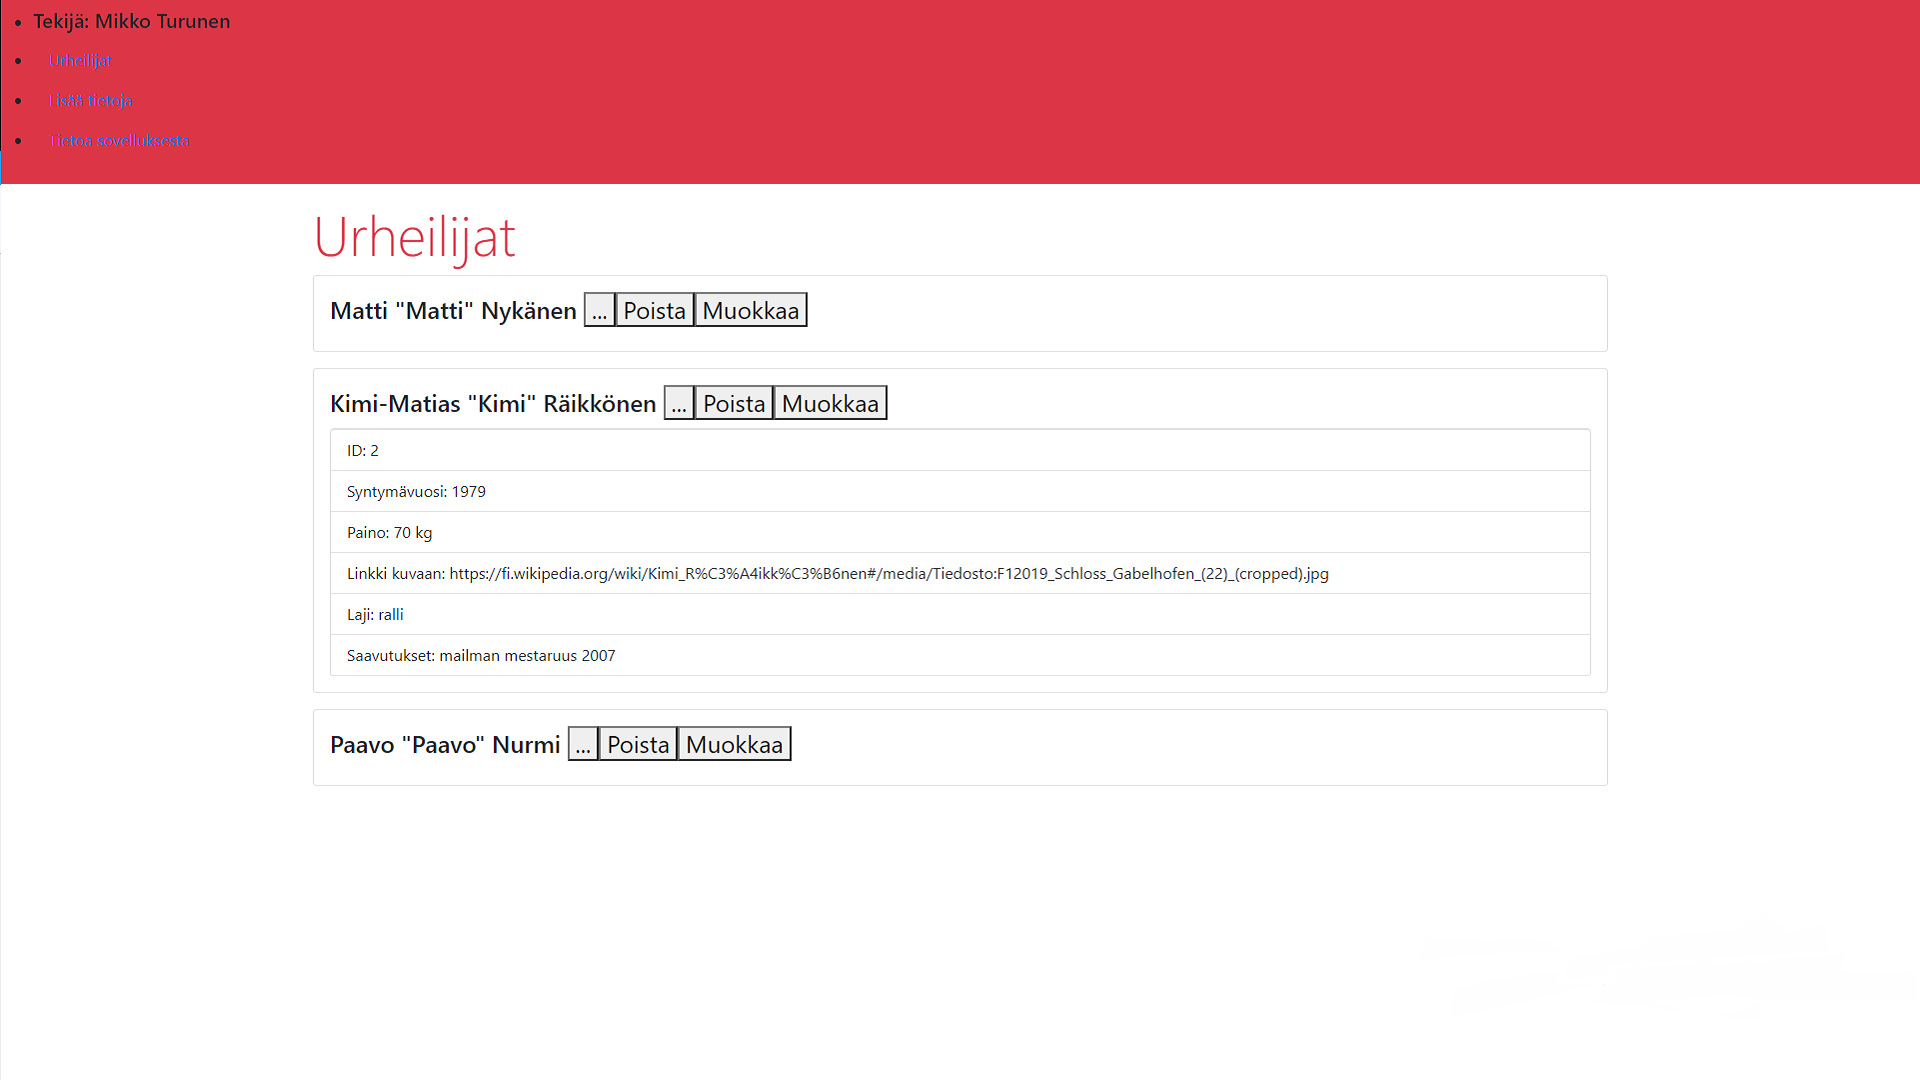 Tekijä: Mikko Turunen
Urheilijat
Lisää tietoja
Tietoa sovelluksesta
Urheilijat
Matti "Matti" Nykänen ... Poista Muokkaa
Kimi-Matias "Kimi" Räikkönen ... Poista Muokkaa
ID: 2
Syntymävuosi: 1979
Paino: 70 kg
Linkki kuvaan: https://fi.wikipedia.org/wiki/Kimi_R%C3%A4ikk%C3%B6nen#/media/Tiedosto:F12019_Schloss_Gabelhofen_(22)_(cropped).jpg
Laji: ralli
Saavutukset: mailman mestaruus 2007
Paavo "Paavo" Nurmi ... Poista Muokkaa